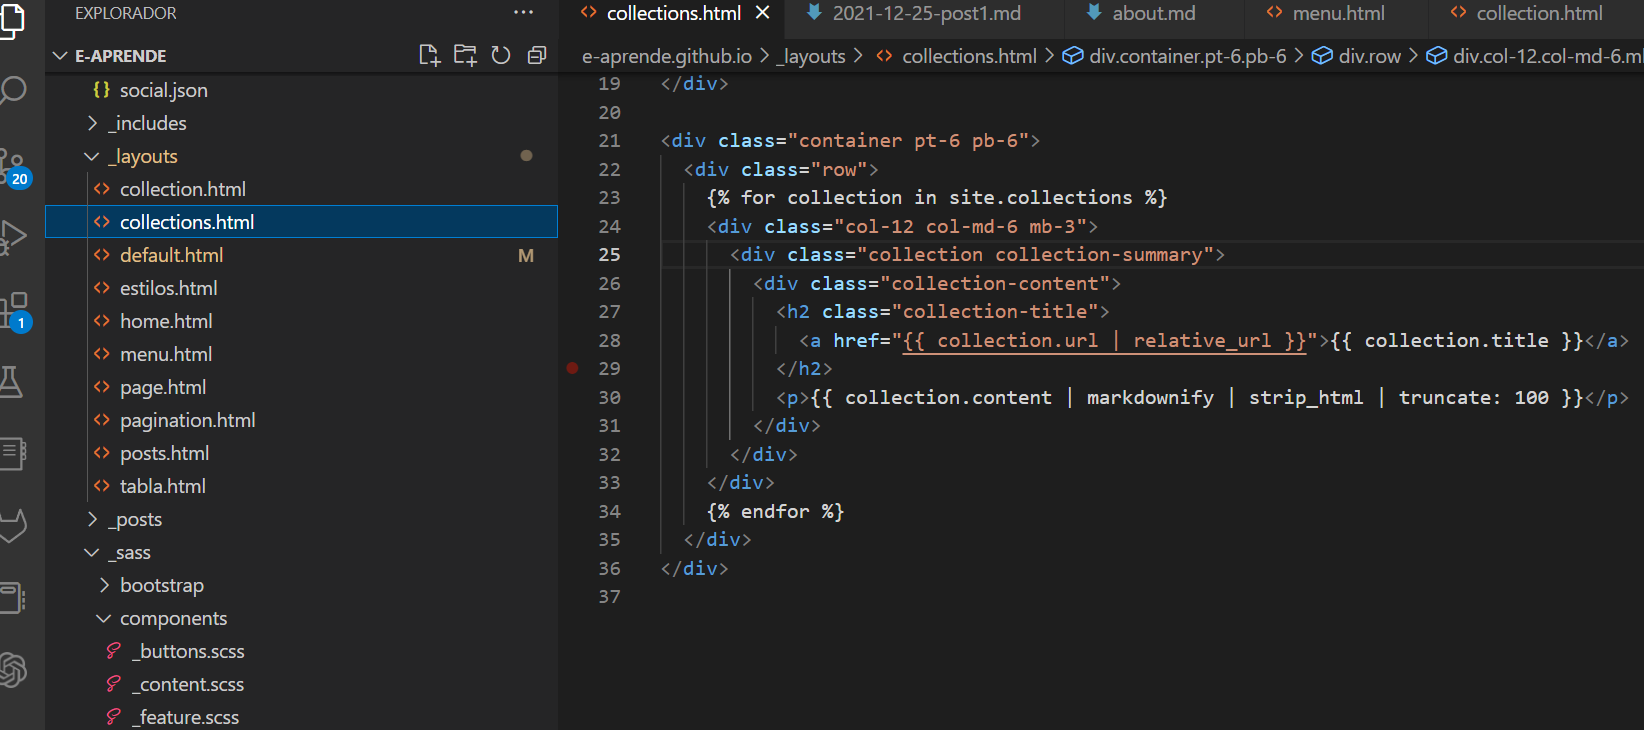 EXPLORADOR
···
E-APRENDE
social.json
_includes
_layouts
collection.html
collections.html
default.html M
estilos.html
home.html
menu.html
page.html
pagination.html
posts.html
tabla.html
_posts
_sass
bootstrap
components
_buttons.scss
_content.scss
_feature.scss
20
1
collections.html
2021-12-25-post1.md
about.md
menu.html
collection.html
e-aprende.github.io > _layouts > collections.html > div.container.pt-6.pb-6 > div.row > div.col-12.col-md-6.m
19 </div>
20
21 <div class="container pt-6 pb-6">
22 <div class="row">
23 {% for collection in site.collections %}
24 <div class="col-12 col-md-6 mb-3">
25 <div class="collection collection-summary">
26 <div class="collection-content">
27 <h2 class="collection-title">
28 <a href="{{ collection.url | relative_url }}">{{ collection.title }}</a>
29 </h2>
30 <p>{{ collection.content | markdownify | strip_html | truncate: 100 }}</p>
31 </div>
32 </div>
33 </div>
34 {% endfor %}
35 </div>
36 </div>
37